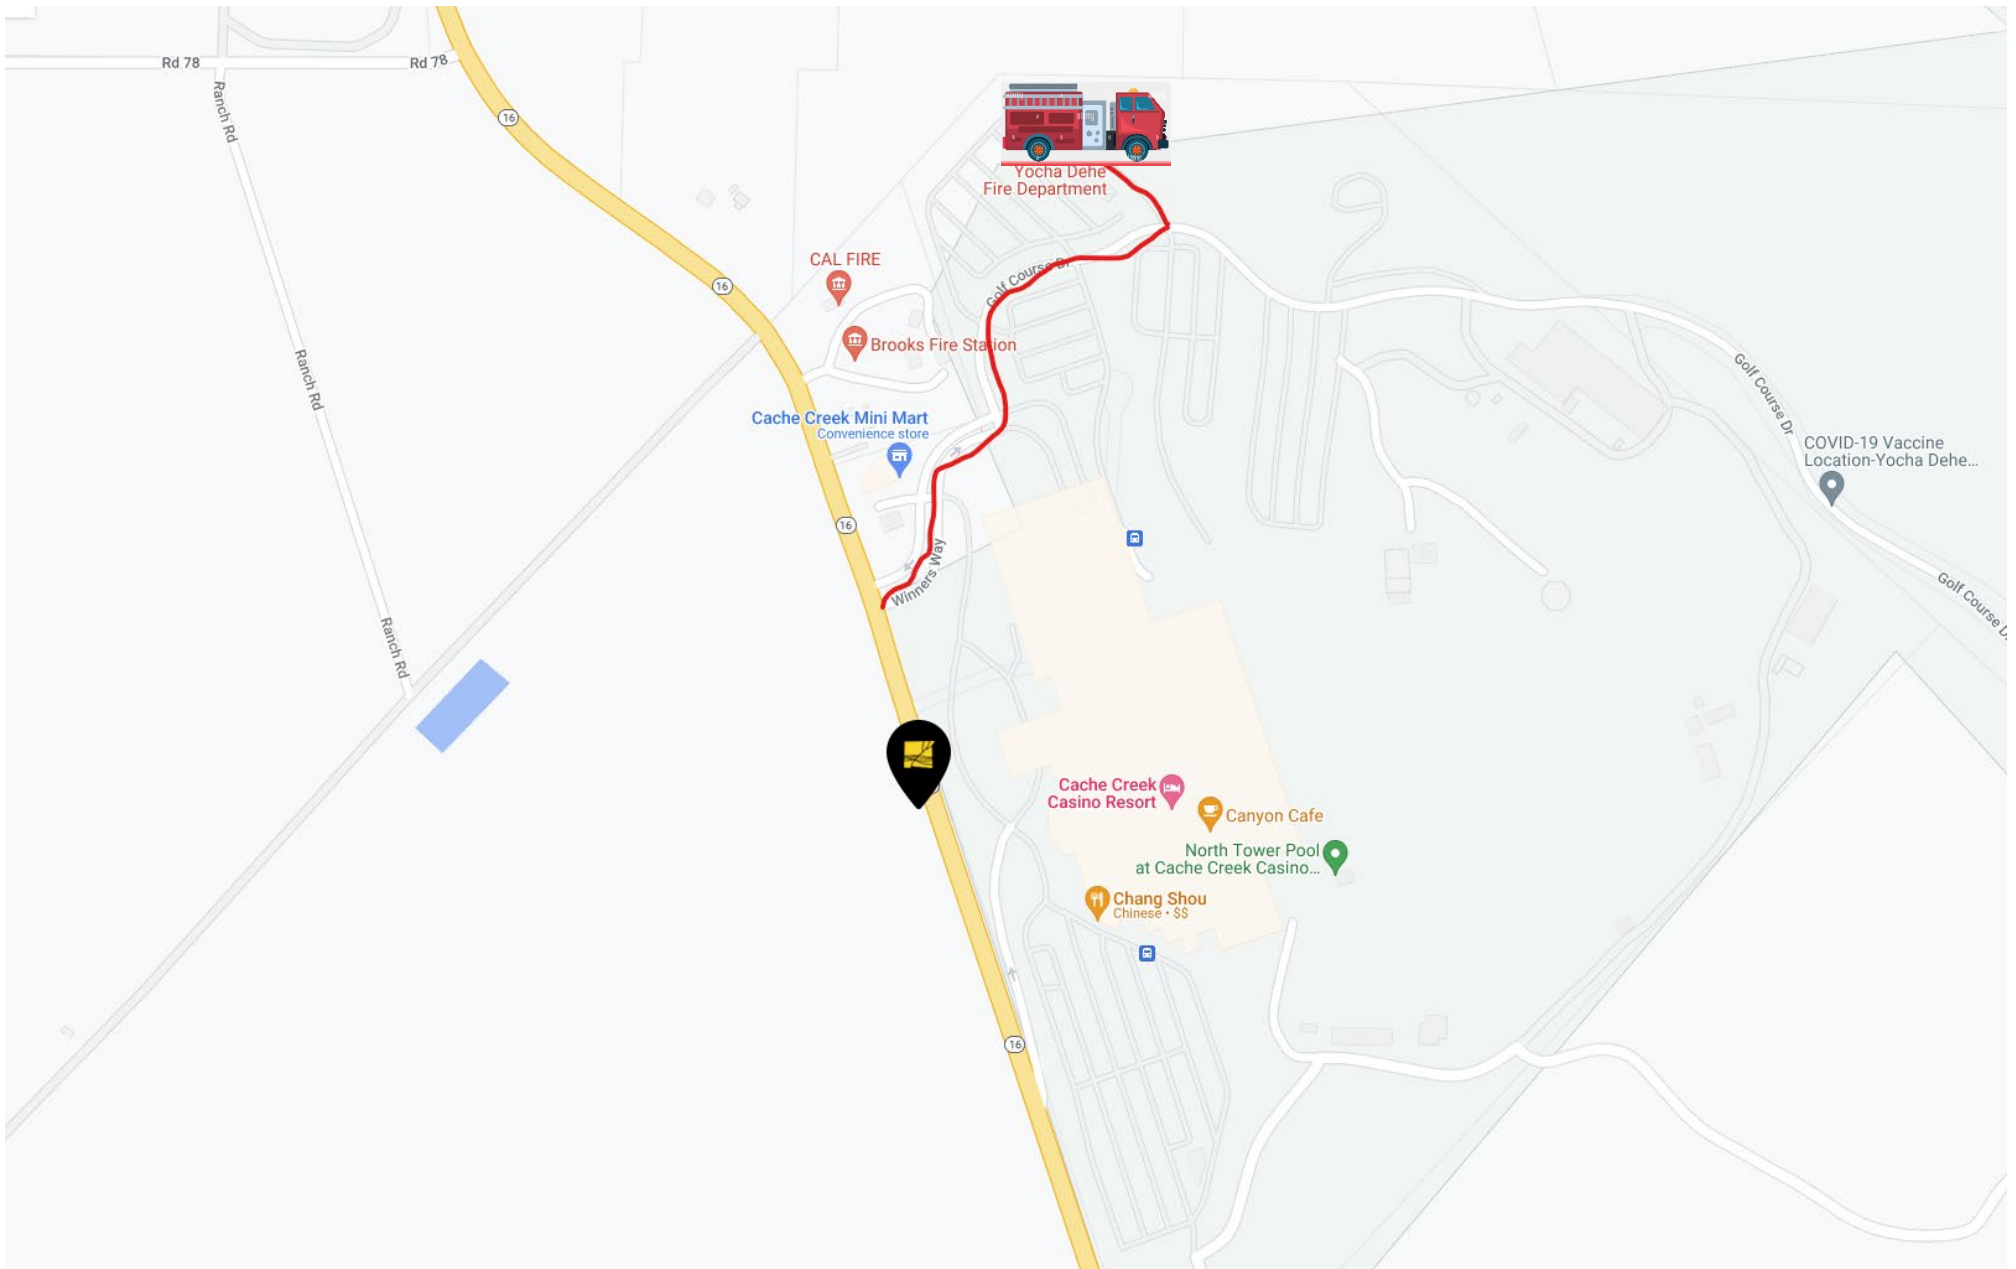 Rd 78
Rd 78
Ranch Rd
16
Yocha Dehe
Fire Department
CAL FIRE
16
Golf Course Dr
Brooks Fire Station
Ranch Rd
Golf Course Dr
Cache Creek Mini Mart
Convenience store
COVID-19 Vaccine
Location-Yocha Dehe...
16
Winners Way
Golf Course Dr
Ranch Rd
Cache Creek
Casino Resort
Canyon Cafe
North Tower Pool
at Cache Creek Casino...
Chang Shou
Chinese • $$
16